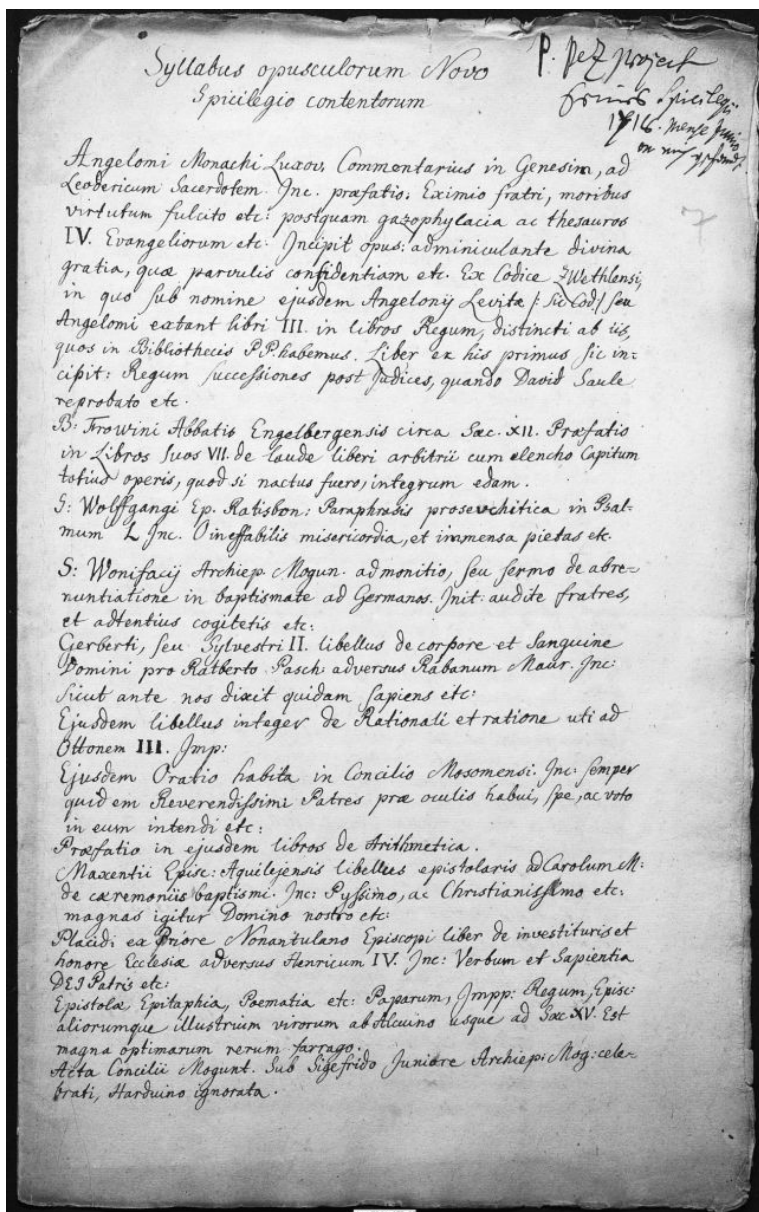 Syllabus opusculorum Novo
Spicilegio contentorum
P. Pez project
seines Spicilegii
1716. mense Junio
an mich
7
Angelomi Monachi Luxov. Commentarius in Genesim, ad
Leodericum Sacerdotem. Inc. præfatio: Eximio fratri, moribus
virtutum fulcito etc: postquam gazophylacia ac thesauros
IV. Evangeliorum etc. Incipit opus: adminiculante divina
gratia, quæ parvulis confidentiam etc. Ex Codice Zwethlensi,
in quo sub nomine ejusdem Angelonij Levitæ /: sic Cod:/ seu
Angelomi extant libri III. in libros Regum, distincti ab iis,
quos in Bibliothecis PP. habemus. Liber ex his primus sic in=
cipit: Regum successiones post Judices, quando David Saule
reprobato etc.
B: Frowini Abbatis Engelbergensis circa Sæc. XII. Præfatio
in Libros suos VII. de laude liberi arbitrii cum elencho Capitum
totius operis, quod si nactus fuero, integrum edam.
S: Wolffgangi Ep. Ratisbon: Paraphrasis prosevchitica in Psal=
mum L Inc. O ineffabilis misericordia, et immensa pietas etc.
S: Wonifacij Archiep. Mogun. admonitio, seu sermo de abre=
nuntiatione in baptismate ad Germanos. Init: audite fratres,
et adtentius cogitetis etc:
Gerberti, seu Sylvestri II. libellus de corpore et Sanguine
Domini pro Ratberto Pasch: adversus Rabanum Maur. Inc:
sicut ante nos dixit quidam sapiens etc:
Ejusdem libellus integer de Rationali et ratione uti ad
Ottonem III. Imp:
Ejusdem Oratio habita in Concilio Mosomensi. Inc: semper
quidem Reverendissimi Patres præ oculis habui, spe, ac voto
in eum intendi etc:
Præfatio in ejusdem libros de Arithmetica.
Maxentii Episc: Aquilejensis libellus epistolaris ad Carolum M:
de cæremoniis baptismi. Inc: Pyssimo, ac Christianissimo etc:
magnas igitur Domino nostro etc:
Placidi ex Priore Nonantulano Episcopi liber de investituris et
honore Ecclesiæ adversus Henricum IV. Inc: Verbum et Sapientia
DEI Patris etc:
Epistolæ Epitaphia, Poematia etc: Paparum, Impp: Regum, Episc:
aliorumque illustrium virorum ab Alcuino usque ad Sæc XV. Est
magna optimarum rerum farrago.
Acta Concilii Mogunt. sub Sigefrido Juniore Archiep: Mog: cele=
brati, Harduino ignorata.